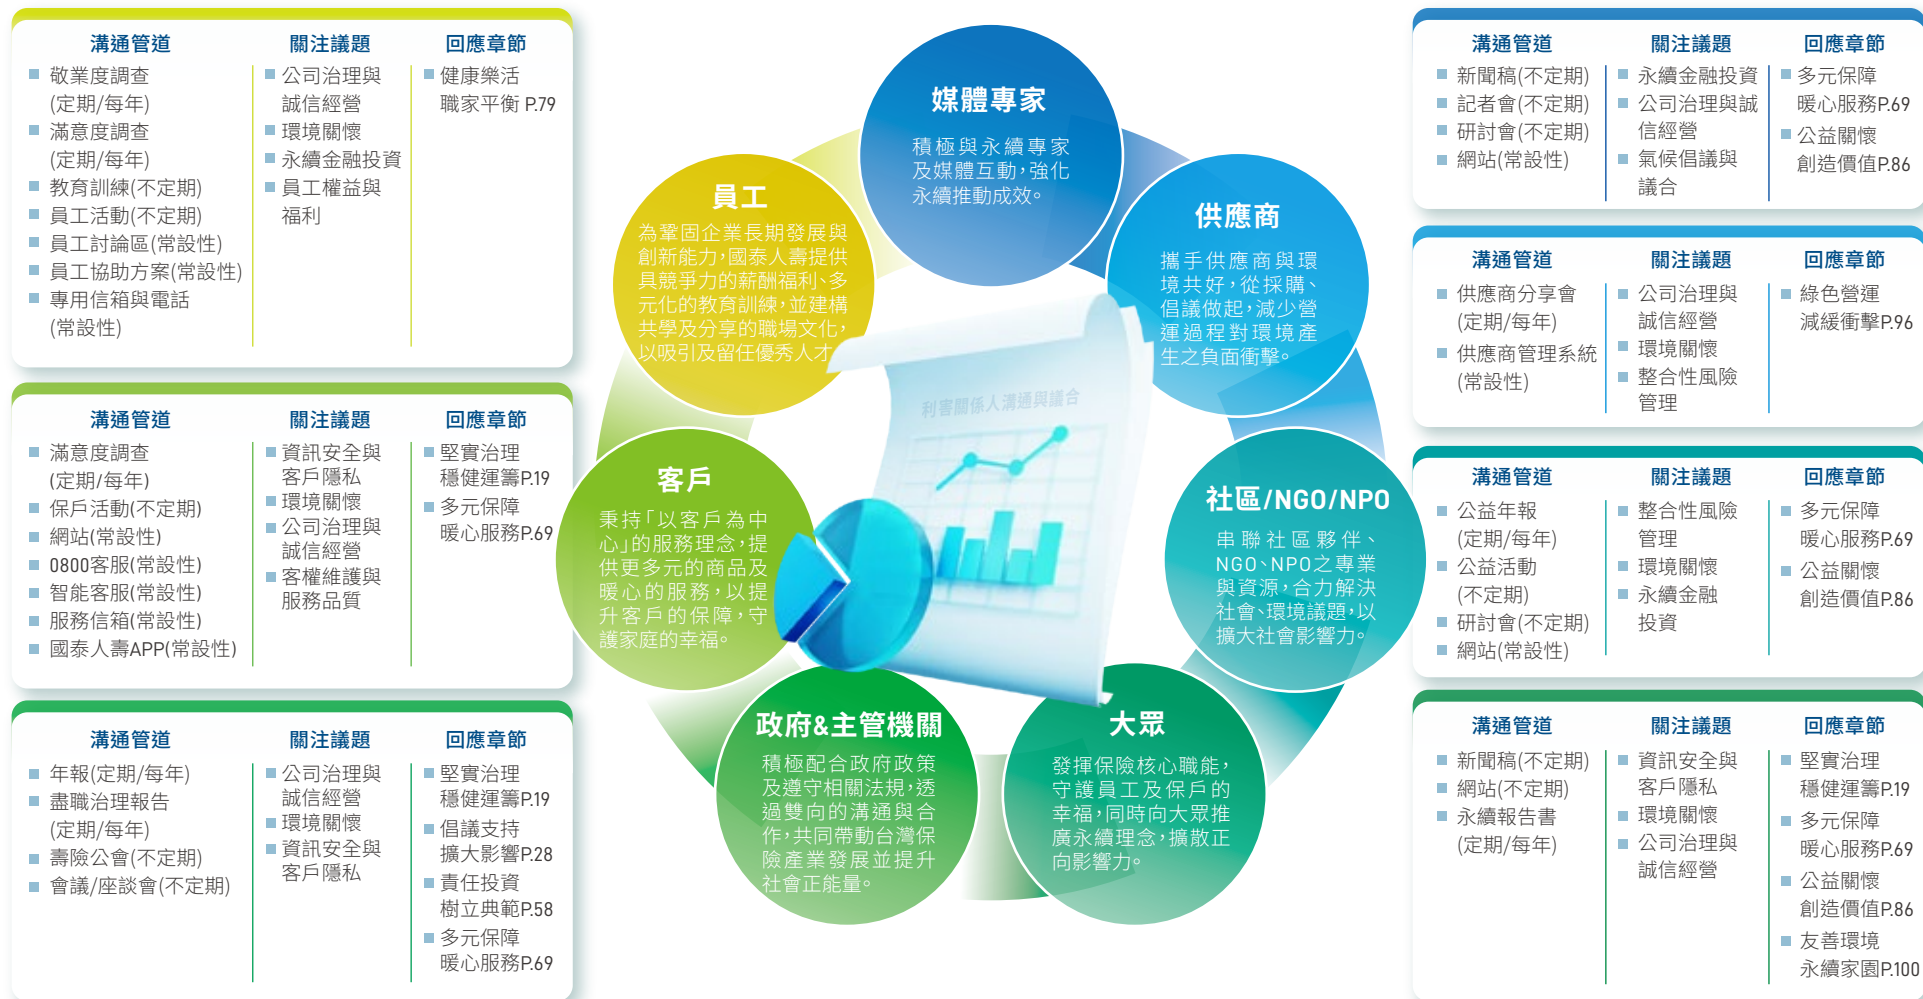 溝通管道
敬業度調查
(定期/每年)
滿意度調查
(定期/每年)
教育訓練(不定期)
員工活動(不定期)
員工討論區(常設性)
員工協助方案(常設性)
專用信箱與電話
(常設性)
關注議題
公司治理與
誠信經營
環境關懷
永續金融投資
員工權益與
福利
回應章節
健康樂活
職家平衡 P.79
溝通管道
滿意度調查
(定期/每年)
保戶活動(不定期)
網站(常設性)
0800客服(常設性)
智能客服(常設性)
服務信箱(常設性)
國泰人壽APP(常設性)
關注議題
資訊安全與
客戶隱私
環境關懷
公司治理與
誠信經營
客權維護與
服務品質
回應章節
堅實治理
穩健運籌P.19
多元保障
暖心服務P.69
溝通管道
年報(定期/每年)
盡職治理報告
(定期/每年)
壽險公會(不定期)
會議/座談會(不定期)
關注議題
公司治理與
誠信經營
環境關懷
資訊安全與
客戶隱私
回應章節
堅實治理
穩健運籌P.19
倡議支持
擴大影響P.28
責任投資
樹立典範P.58
多元保障
暖心服務P.69
媒體專家
積極與永續專家
及媒體互動,強化
永續推動成效。
員工
為鞏固企業長期發展與
創新能力,國泰人壽提供
具競爭力的薪酬福利、多
元化的教育訓練,並建構
共學及分享的職場文化,
以吸引及留任優秀人才。
供應商
攜手供應商與環
境共好,從採購、
倡議做起,減少營
運過程對環境產
生之負面衝擊。
利害關係人溝通與議合
客戶
秉持「以客戶為中
心」的服務理念,提
供更多元的商品及
暖心的服務,以提
升客戶的保障,守
護家庭的幸福。
社區/NGO/NPO
串聯社區夥伴、
NGO、NPO之專業
與資源,合力解決
社會、環境議題,以
擴大社會影響力。
政府&主管機關
積極配合政府政策
及遵守相關法規,透
過雙向的溝通與合
作,共同帶動台灣保
險產業發展並提升
社會正能量。
大眾
發揮保險核心職能,
守護員工及保戶的
幸福,同時向大眾推
廣永續理念,擴散正
向影響力。
溝通管道
新聞稿(不定期)
記者會(不定期)
研討會(不定期)
網站(常設性)
關注議題
永續金融投資
公司治理與誠
信經營
氣候倡議與
議合
回應章節
多元保障
暖心服務P.69
公益關懷
創造價值P.86
溝通管道
供應商分享會
(定期/每年)
供應商管理系統
(常設性)
關注議題
公司治理與
誠信經營
環境關懷
整合性風險
管理
回應章節
綠色營運
減緩衝擊P.96
溝通管道
公益年報
(定期/每年)
公益活動
(不定期)
研討會(不定期)
網站(常設性)
關注議題
整合性風險
管理
環境關懷
永續金融
投資
回應章節
多元保障
暖心服務P.69
公益關懷
創造價值P.86
溝通管道
新聞稿(不定期)
網站(不定期)
永續報告書
(定期/每年)
關注議題
資訊安全與
客戶隱私
環境關懷
公司治理與
誠信經營
回應章節
堅實治理
穩健運籌P.19
多元保障
暖心服務P.69
公益關懷
創造價值P.86
友善環境
永續家園P.100